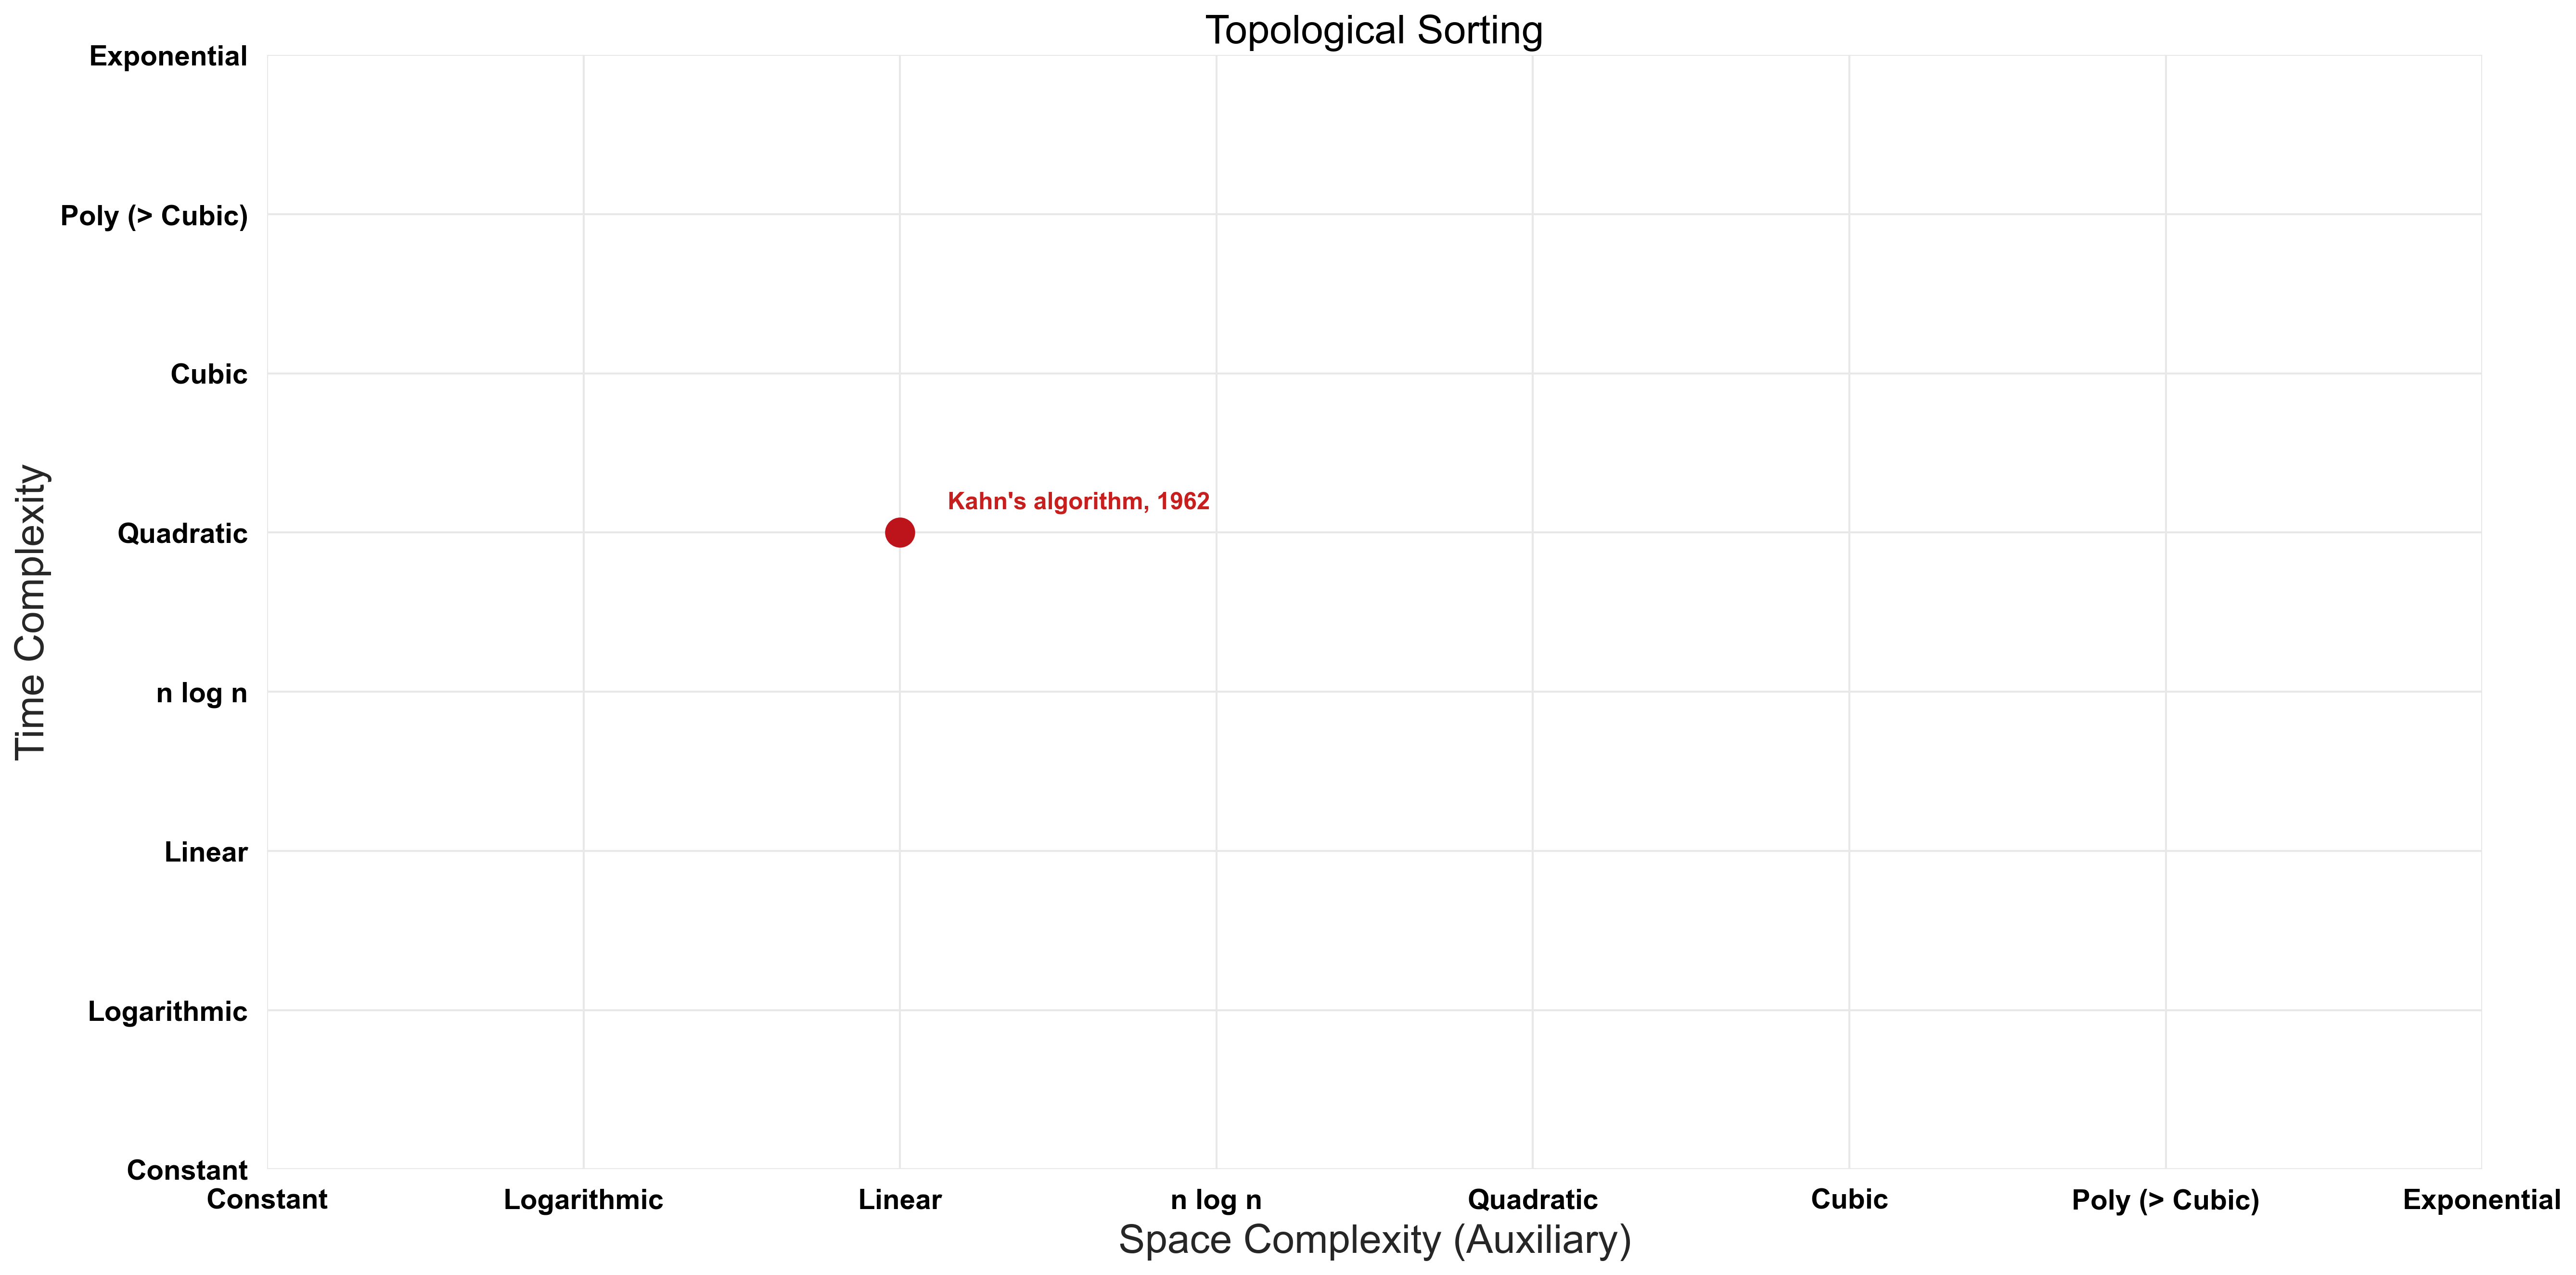 Topological Sorting
Exponential
Poly (> Cubic)
Cubic
Quadratic
n log n
Linear
Logarithmic
Constant
Time Complexity
Kahn's algorithm, 1962
Constant
Logarithmic
Linear
n log n
Quadratic
Cubic
Poly (> Cubic)
Exponential
Space Complexity (Auxiliary)